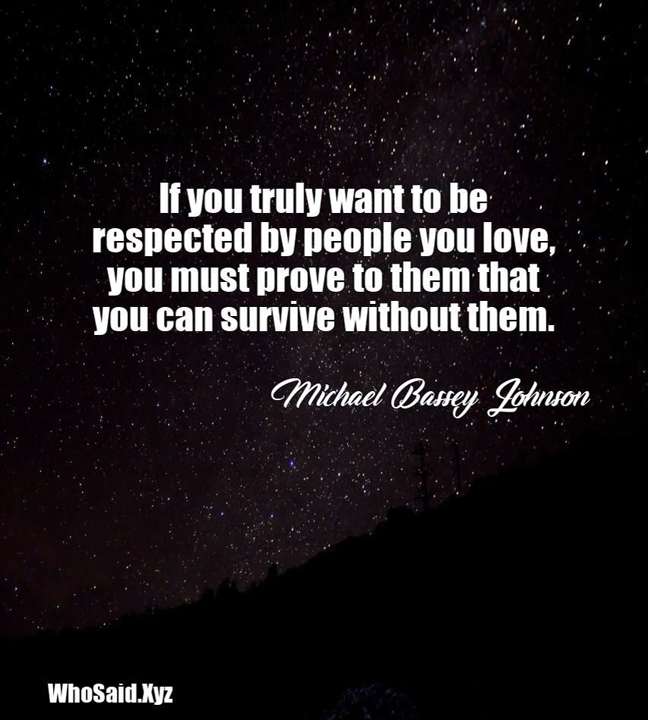 If you truly want to be
respected by people you love,
you must prove to them that
you can survive without them.
Michael Bassey Johnson
WhoSaid.Xyz